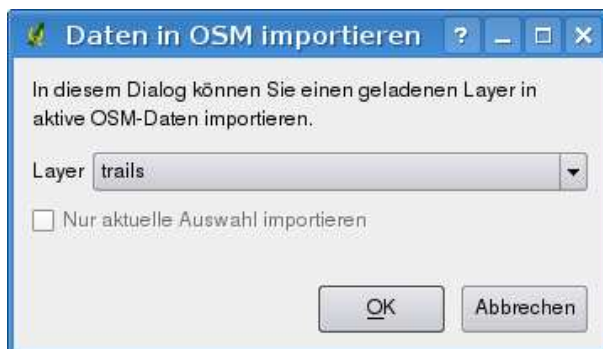 Daten in OSM importieren ?
In diesem Dialog können Sie einen geladenen Layer in
aktive OSM-Daten importieren.
Layer trails
Nur aktuelle Auswahl importieren
OK Abbrechen